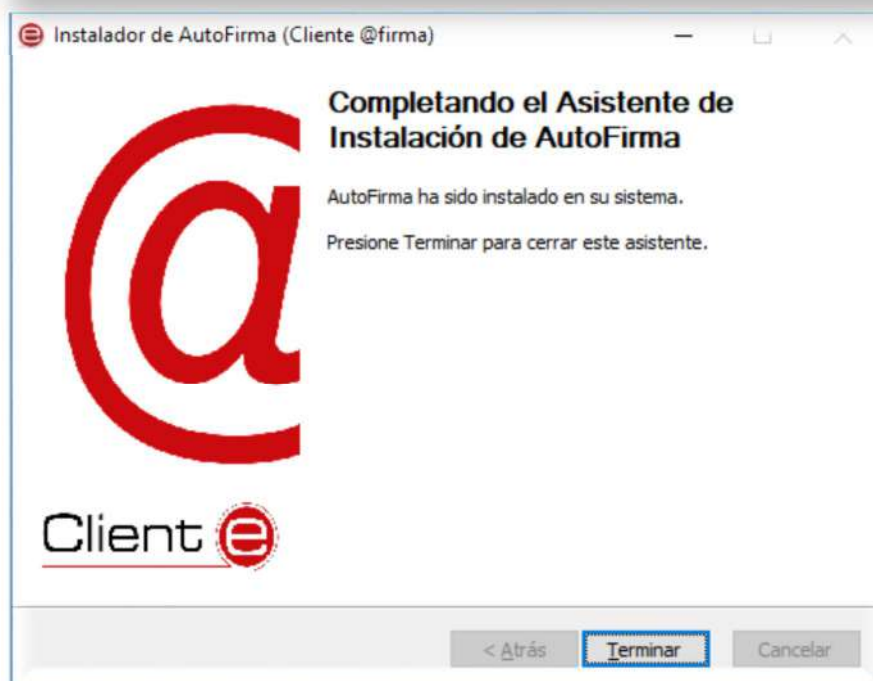 Instalador de AutoFirma (Cliente @firma)
Completando el Asistente de
Instalación de AutoFirma
AutoFirma ha sido instalado en su sistema.
Presione Terminar para cerrar este asistente.
@
Client e
< Atrás
Terminar
Cancelar